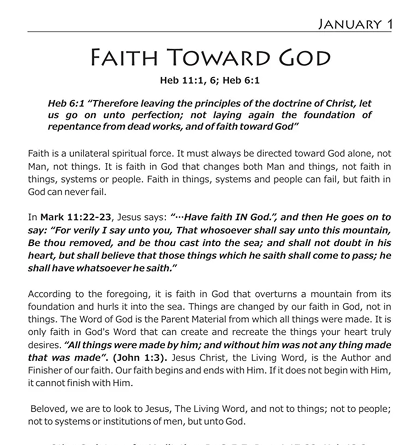 JANUARY 1
FAITH TOWARD GOD
Heb 11:1, 6; Heb 6:1
Heb 6:1 “Therefore leaving the principles of the doctrine of Christ, let
us go on unto perfection; not laying again the foundation of
repentance from dead works, and of faith toward God”
Faith is a unilateral spiritual force. It must always be directed toward God alone, not
Man, not things. It is faith in God that changes both Man and things, not faith in
things, systems or people. Faith in things, systems and people can fail, but faith in
God can never fail.
In Mark 11:22-23, Jesus says: “···Have faith IN God.”, and then He goes on to
say: “For verily I say unto you, That whosoever shall say unto this mountain,
Be thou removed, and be thou cast into the sea; and shall not doubt in his
heart, but shall believe that those things which he saith shall come to pass; he
shall have whatsoever he saith.”
According to the foregoing, it is faith in God that overturns a mountain from its
foundation and hurls it into the sea. Things are changed by our faith in God, not in
things. The Word of God is the Parent Material from which all things were made. It is
only faith in God's Word that can create and recreate the things your heart truly
desires. “All things were made by him; and without him was not any thing made
that was made”. (John 1:3). Jesus Christ, the Living Word, is the Author and
Finisher of our faith. Our faith begins and ends with Him. If it does not begin with Him,
it cannot finish with Him.
Beloved, we are to look to Jesus, The Living Word, and not to things; not to people;
not to systems or institutions of men, but unto God.